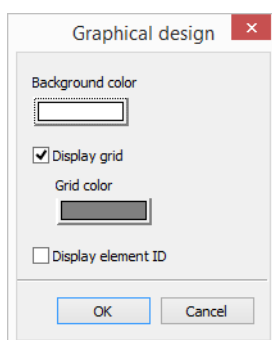 Graphical design
Background color
Display grid
Grid color
Display element ID
OK Cancel